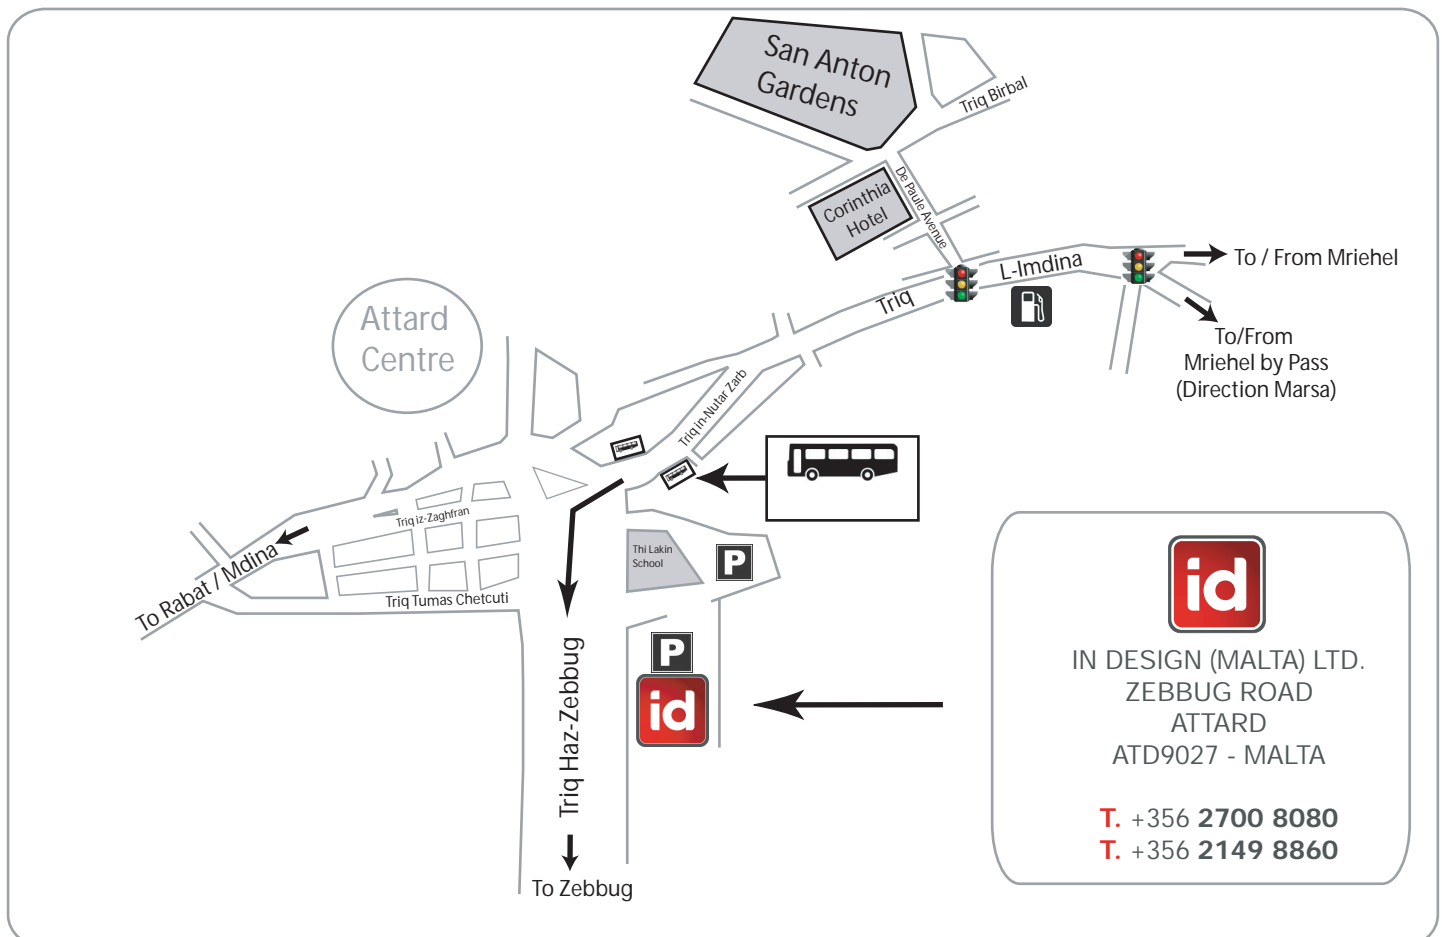 San Anton
Gardens
Triq Birbal
De Paule Avenue
Corinthia
Hotel
Triq L-Imdina
To / From Mriehel
To/From
Mriehel by Pass
(Direction Marsa)
Attard
Centre
Triq in-Nutar Zarb
Triq iz-Zaghfran
To Rabat / Mdina
Triq Tumas Chetcuti
Thi Lakin
School
P
P
id
Triq Haz-Zebbug
To Zebbug
id
IN DESIGN (MALTA) LTD.
ZEBBUG ROAD
ATTARD
ATD9027 - MALTA
T. +356 2700 8080
T. +356 2149 8860